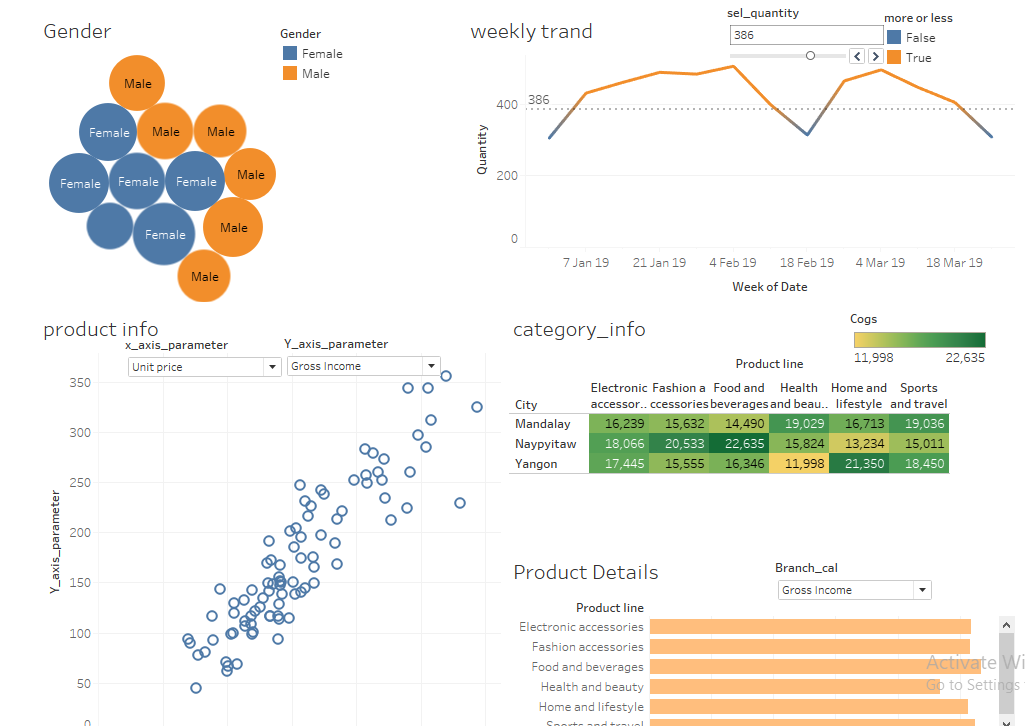 Gender
Gender
Female
Male
Male
Female
Male
Male
Female
Female
Female
Male
Female
Male
Male
weekly trand
sel_quantity
386
more or less
False
True
Quantity
400
200
0
386
7 Jan 19 21 Jan 19 4 Feb 19 18 Feb 19 4 Mar 19 18 Mar 19
Week of Date
product info
x_axis_parameter
Unit price
Y_axis_parameter
Gross Income
Y_axis_parameter
350
300
250
200
150
100
50
0
category_info
Cogs
11,998 22,635
Product line
Electronic Fashion a Food and Health Home and Sports
City accessor.. ccessories beverages and beau.. lifestyle and travel
Mandalay 16,239 15,632 14,490 19,029 16,713 19,036
Naypyitaw 18,066 20,533 22,635 15,824 13,234 15,011
Yangon 17,445 15,555 16,346 11,998 21,350 18,450
Product Details
Branch_cal
Gross Income
Product line
Electronic accessories
Fashion accessories
Food and beverages
Health and beauty
Home and lifestyle
Sports and travel
Activate Wi
Go to Settings